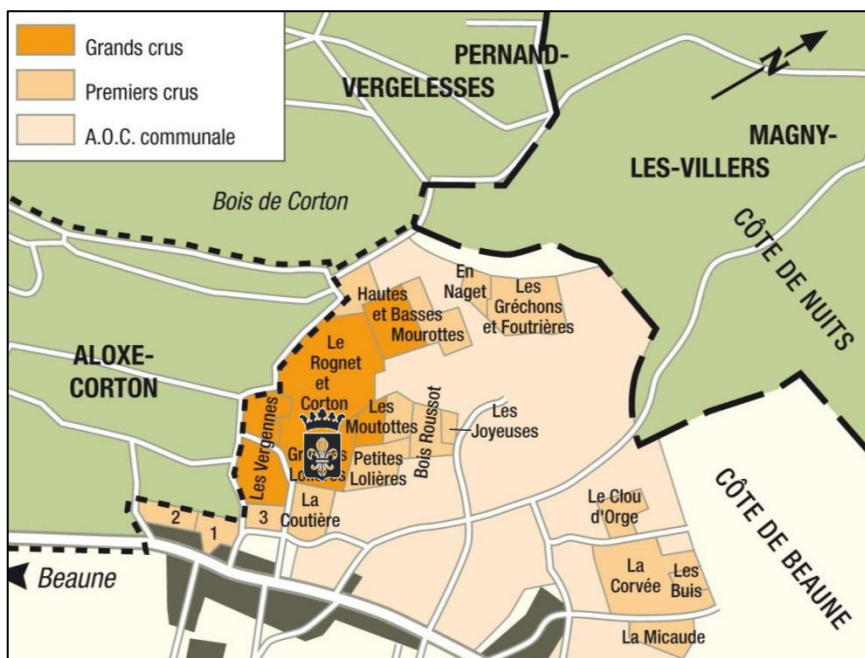 Grands crus
Premiers crus
A.O.C. communale
PERNAND-
VERGELESSES
N
MAGNY-
LES-VILLERS
Bois de Corton
CÔTE DE NUITS
En
Naget
Les
Gréchons
et Foutrières
Hautes
et Basses
Mourottes
Le
Rognet
et
Corton
ALOXE-
CORTON
Les Vergennes
Les
Moutottes
Bois Roussot
Les
Joyeuses
Petites
Lolières
La
Coutière
Le Clou
d'Orge
CÔTE DE BEAUNE
2
1
3
La
Corvée
Les
Buis
Beaune
La Micaude